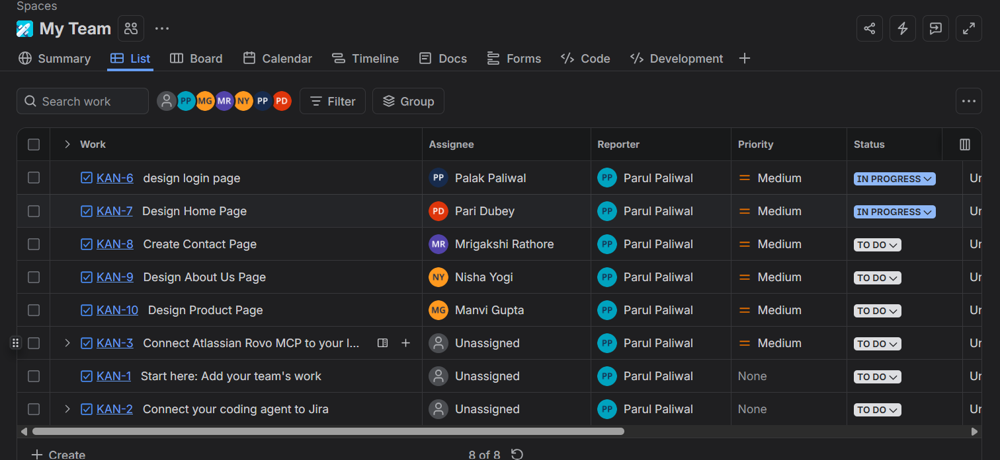 Spaces
My Team
Summary List Board Calendar Timeline Docs Forms Code Development
Search work PP MG MR NY PP PD Filter Group
Work Assignee Reporter Priority Status
KAN-6 design login page PP Palak Paliwal PP Parul Paliwal Medium IN PROGRESS Ur
KAN-7 Design Home Page PD Pari Dubey PP Parul Paliwal Medium IN PROGRESS Ur
KAN-8 Create Contact Page MR Mrigakshi Rathore PP Parul Paliwal Medium TO DO Ur
KAN-9 Design About Us Page NY Nisha Yogi PP Parul Paliwal Medium TO DO Ur
KAN-10 Design Product Page MG Manvi Gupta PP Parul Paliwal Medium TO DO Ur
KAN-3 Connect Atlassian Rovo MCP to your l... Unassigned PP Parul Paliwal Medium TO DO Ur
KAN-1 Start here: Add your team's work Unassigned PP Parul Paliwal None TO DO Ur
KAN-2 Connect your coding agent to Jira Unassigned PP Parul Paliwal None TO DO Ur
Create 8 of 8